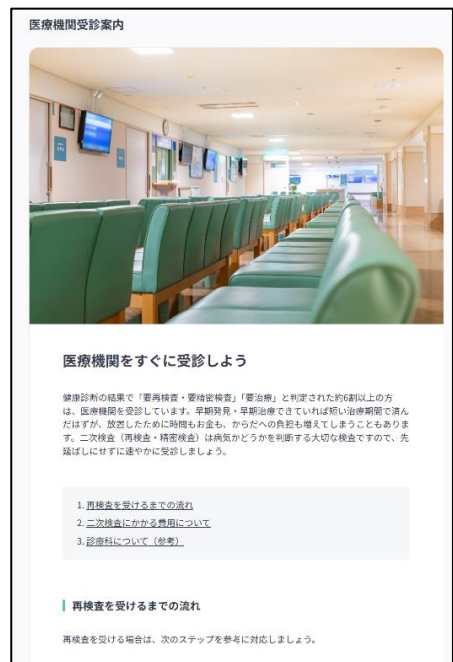 医療機関受診案内
医療機関をすぐに受診しよう
健康診断の結果で「要再検査・要精密検査」「要治療」と判定された約6割以上の方
は、医療機関を受診しています。早期発見・早期治療できていれば短い治療期間で済ん
だはずが、放置したために時間もお金も、からだへの負担も増えてしまうこともありま
す。二次検査（再検査・精密検査）は病気かどうかを判断する大切な検査ですので、先
延ばしにせずに速やかに受診しましょう。
1. 再検査を受けるまでの流れ
2. 二次検査にかかる費用について
3. 診療科について（参考）
再検査を受けるまでの流れ
再検査を受ける場合は、次のステップを参考に対応しましょう。